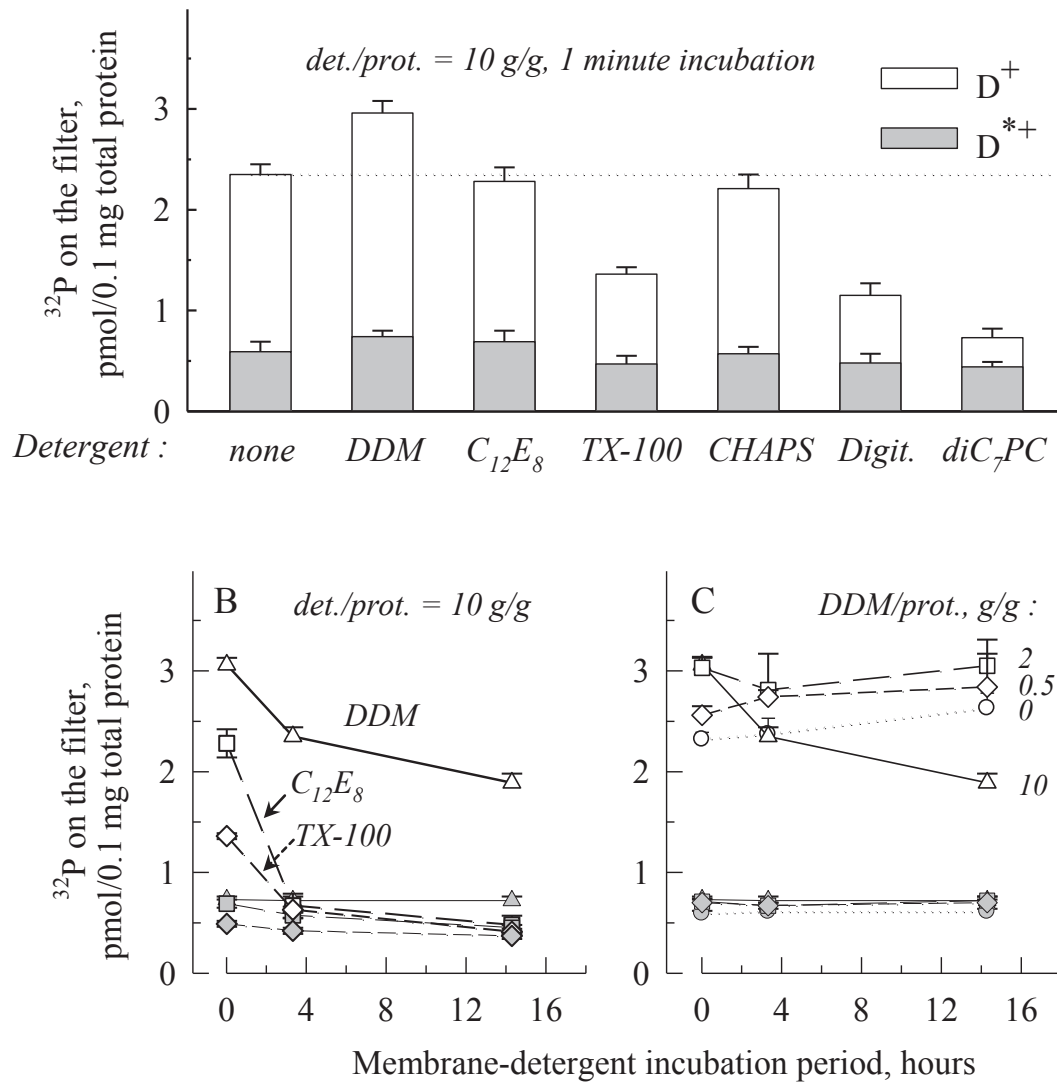 det./prot. = 10 g/g, 1 minute incubation
D+
D*+
32P on the filter,
pmol/0.1 mg total protein
3
2
1
0
Detergent : none DDM C12E8 TX-100 CHAPS Digit. diC7PC
B det./prot. = 10 g/g
DDM
C12E8
TX-100
32P on the filter,
pmol/0.1 mg total protein
3
2
1
0
0 4 8 12 16
C DDM/prot., g/g :
2
0.5
0
10
3
2
1
0
0 4 8 12 16
Membrane-detergent incubation period, hours